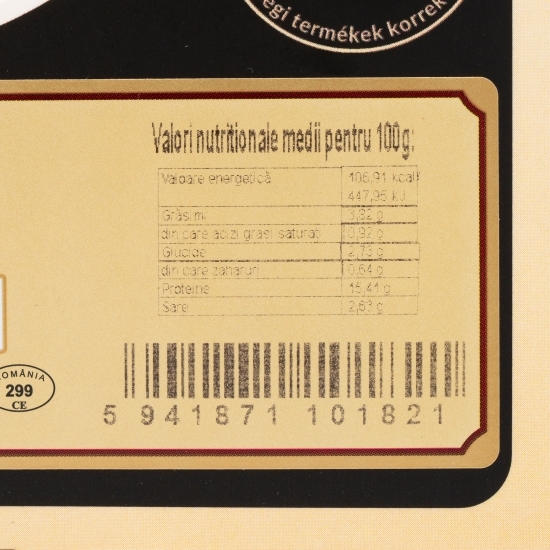 egi termékek korrek
Valori nutritionale medii pentru 100g:
Valoare energetică 106,91 kcal/
447,95 kJ
Grăsimi 3,82 g
din care acizi grași saturați 0,92 g
Glucide 2,79 g
din care zaharuri 0,64 g
Proteine 15,41 g
Sare 2,63 g
ROMÂNIA
299
CE
5 941871 101821